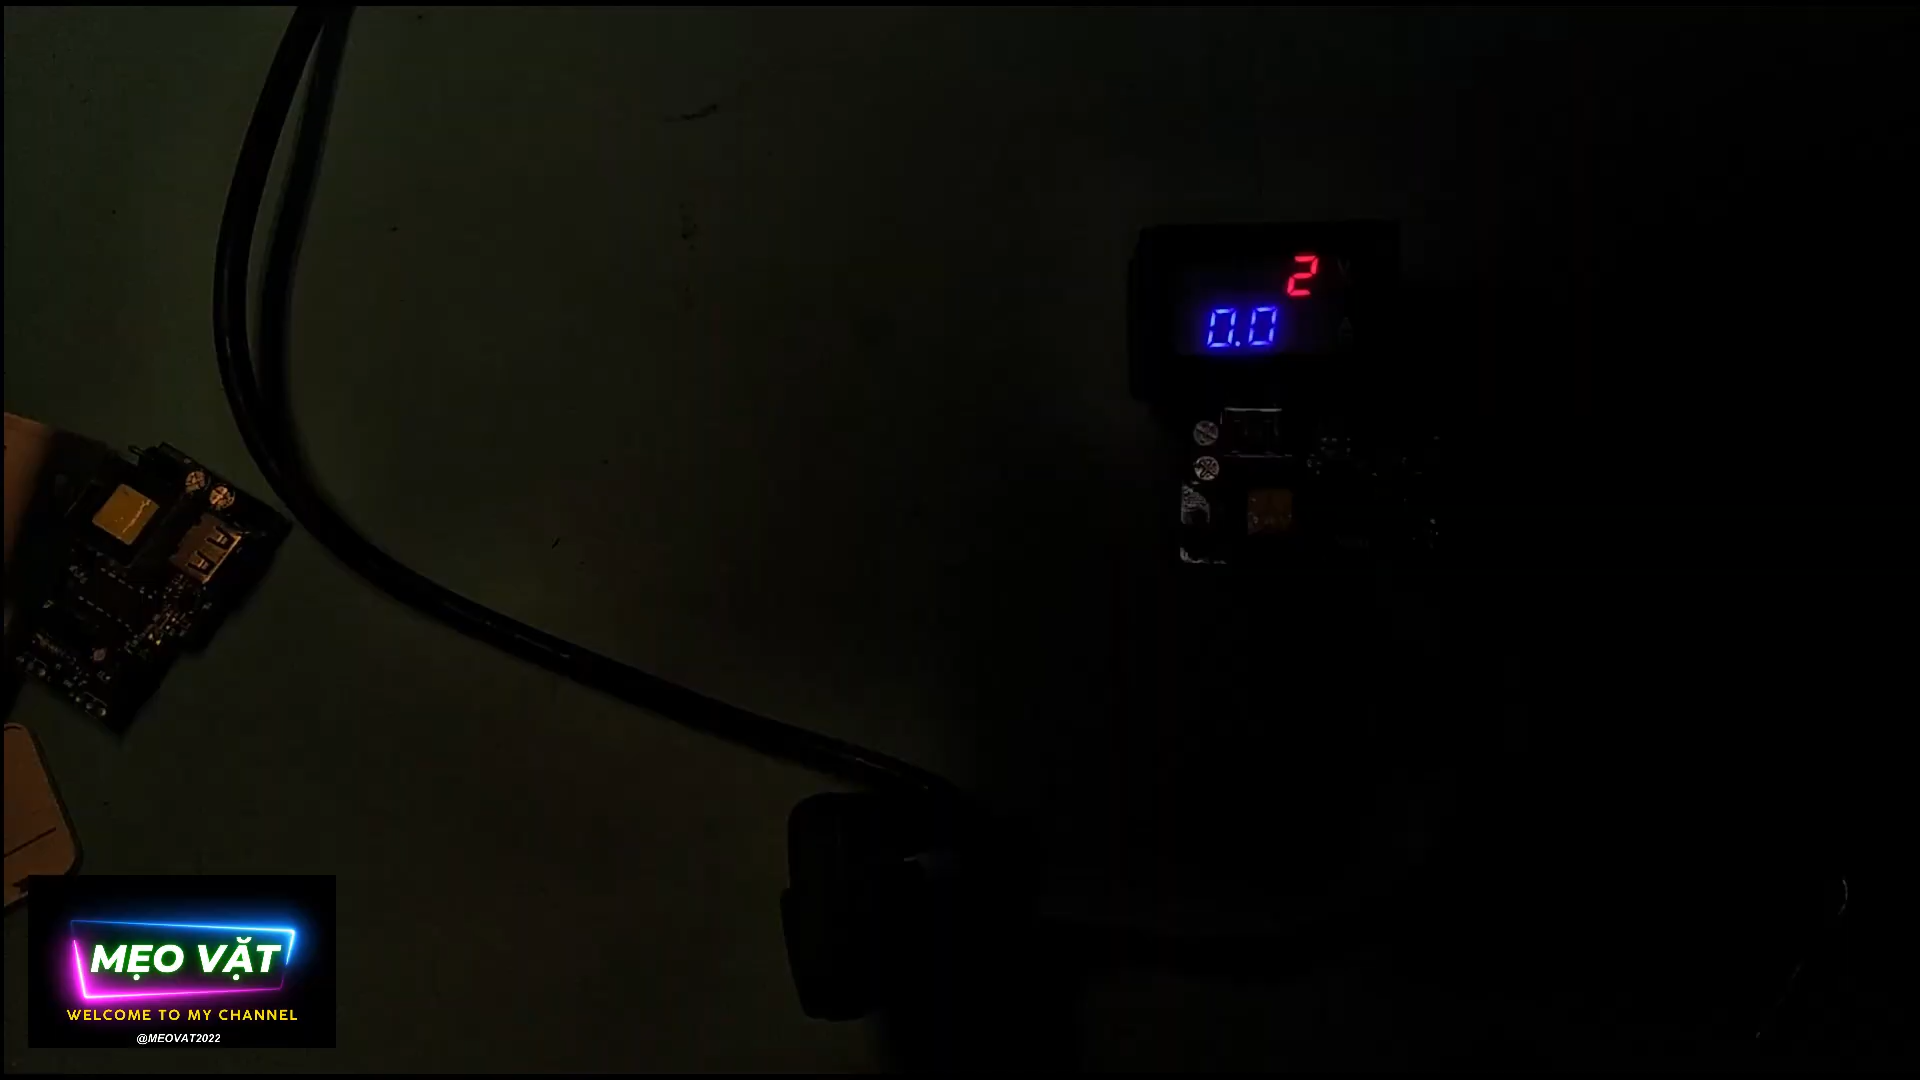 2 V
0.0 A
MẸO VẶT
WELCOME TO MY CHANNEL
@MEOVAT2022